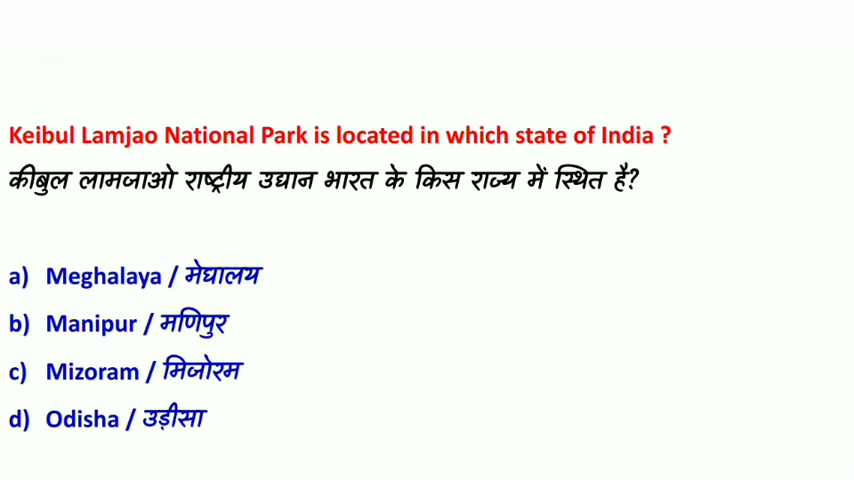 Keibul Lamjao National Park is located in which state of India ?
कीबुल लामजाओ राष्ट्रीय उद्यान भारत के किस राज्य में स्थित है?
a) Meghalaya / मेघालय
b) Manipur / मणिपुर
c) Mizoram / मिजोरम
d) Odisha / उड़ीसा